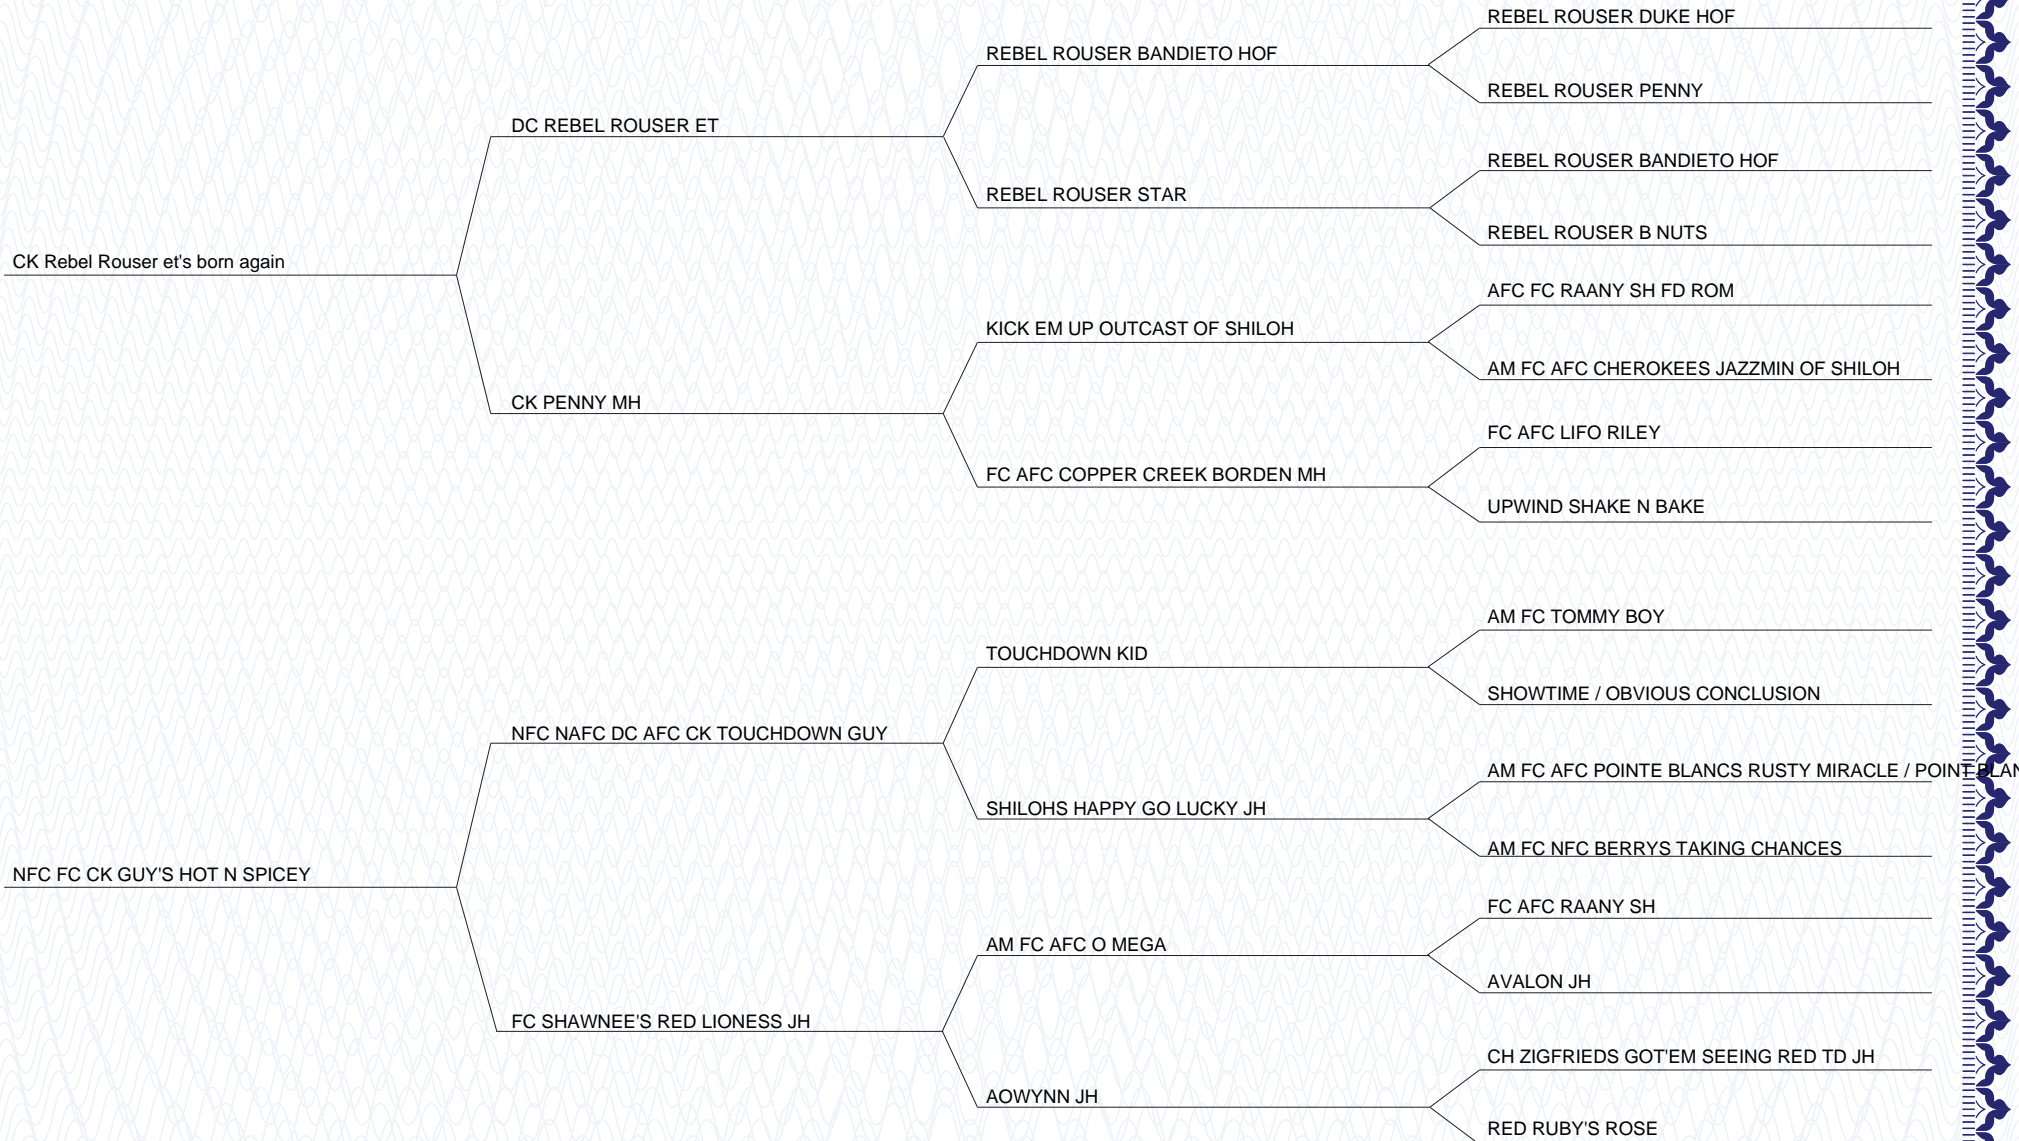 REBEL ROUSER DUKE HOF
REBEL ROUSER BANDIETO HOF
REBEL ROUSER PENNY
DC REBEL ROUSER ET
REBEL ROUSER BANDIETO HOF
REBEL ROUSER STAR
REBEL ROUSER B NUTS
CK Rebel Rouser et's born again
AFC FC RAANY SH FD ROM
KICK EM UP OUTCAST OF SHILOH
AM FC AFC CHEROKEES JAZZMIN OF SHILOH
CK PENNY MH
FC AFC LIFO RILEY
FC AFC COPPER CREEK BORDEN MH
UPWIND SHAKE N BAKE
AM FC TOMMY BOY
TOUCHDOWN KID
SHOWTIME / OBVIOUS CONCLUSION
NFC NAFC DC AFC CK TOUCHDOWN GUY
AM FC AFC POINTE BLANCS RUSTY MIRACLE / POINT
SHILOHS HAPPY GO LUCKY JH
AM FC NFC BERRYS TAKING CHANCES
NFC FC CK GUY'S HOT N SPICEY
FC AFC RAANY SH
AM FC AFC O MEGA
AVALON JH
FC SHAWNEE'S RED LIONESS JH
CH ZIGFRIEDS GOT'EM SEEING RED TD JH
AOWYNN JH
RED RUBY'S ROSE